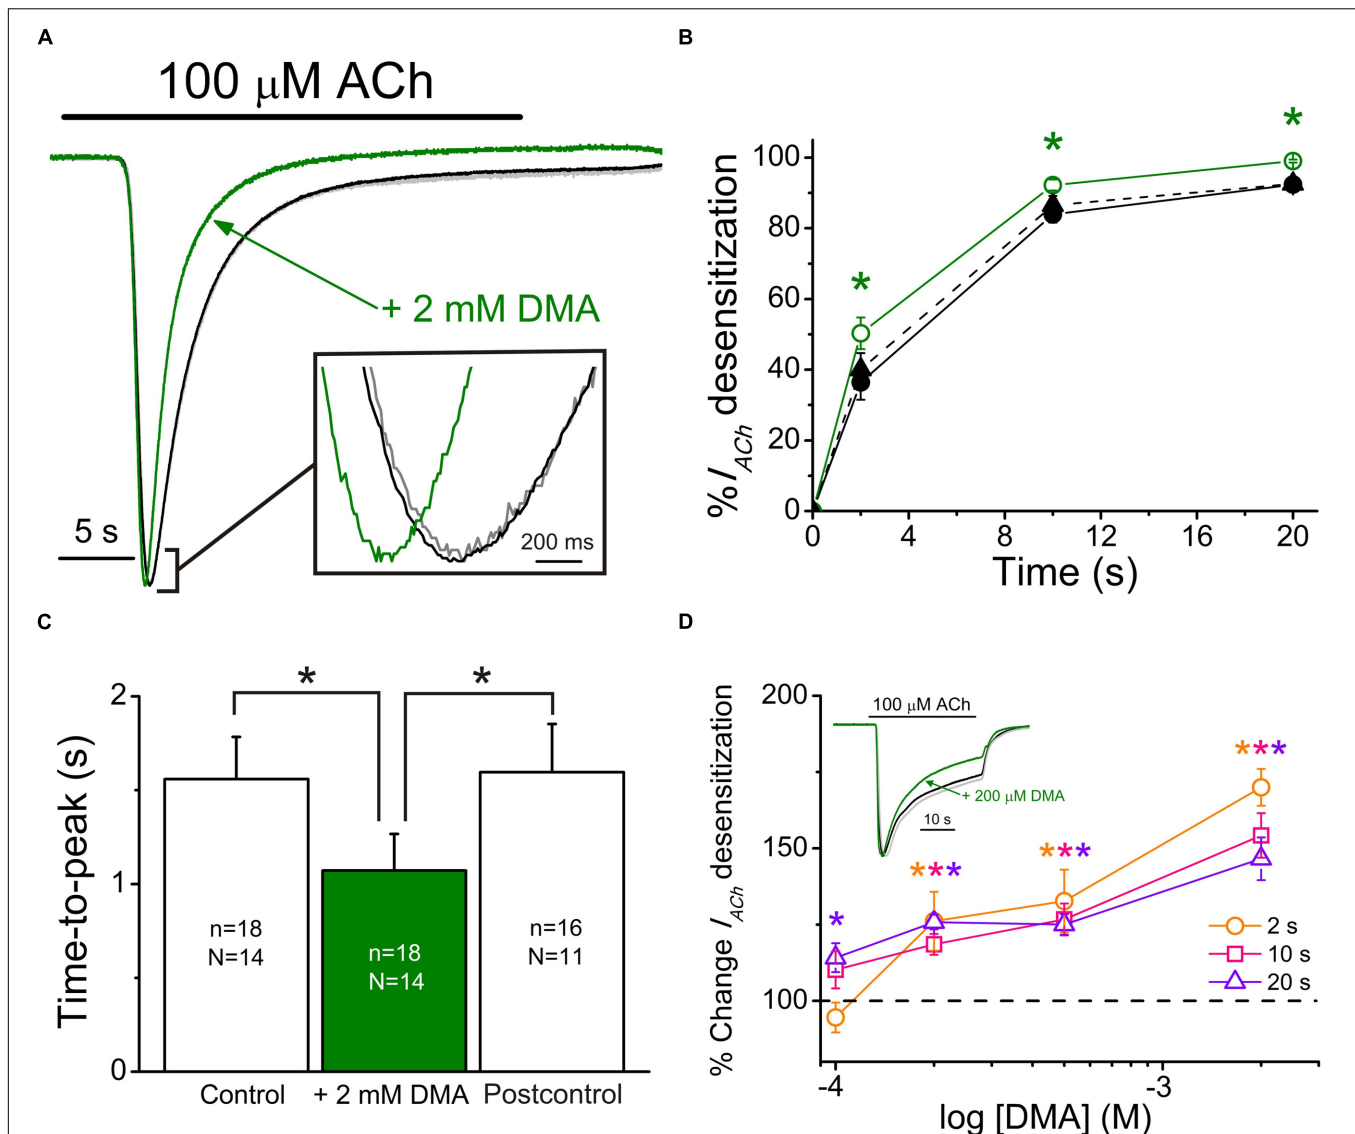 A
100 μM ACh
+ 2 mM DMA
5 s
200 ms
B
%I_ACh desensitization
100
80
60
40
20
0
0 4 8 12 16 20
Time (s)
* * *
C
Time-to-peak (s)
2
1
0
* *
n=18
N=14
n=18
N=14
n=16
N=11
Control + 2 mM DMA Postcontrol
D
% Change I_ACh desensitization
200
150
100
100 μM ACh
+ 200 μM DMA
10 s
*
***
***
***
2 s
10 s
20 s
-4 -3
log [DMA] (M)